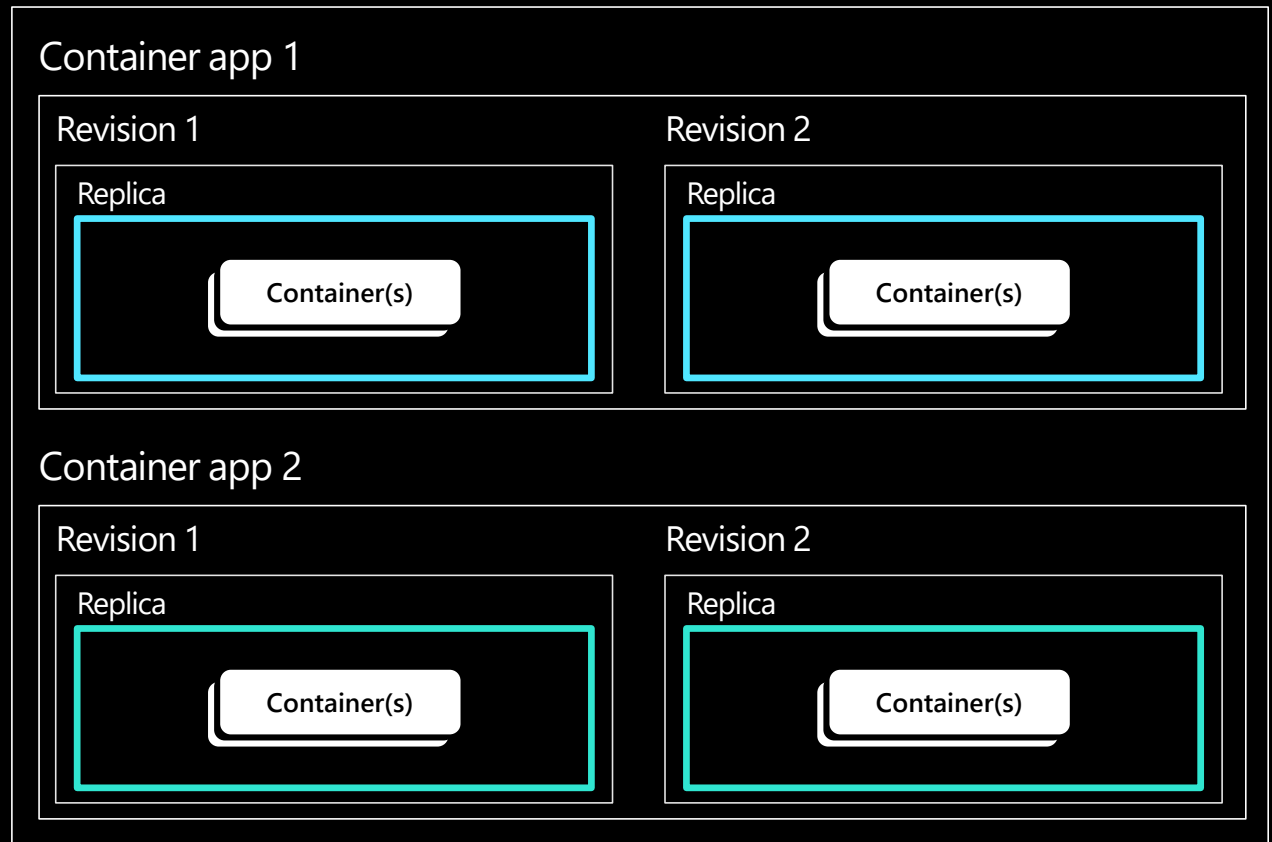 Container app 1
Revision 1
Revision 2
Replica
Replica
Container(s)
Container(s)
Container app 2
Revision 1
Revision 2
Replica
Replica
Container(s)
Container(s)